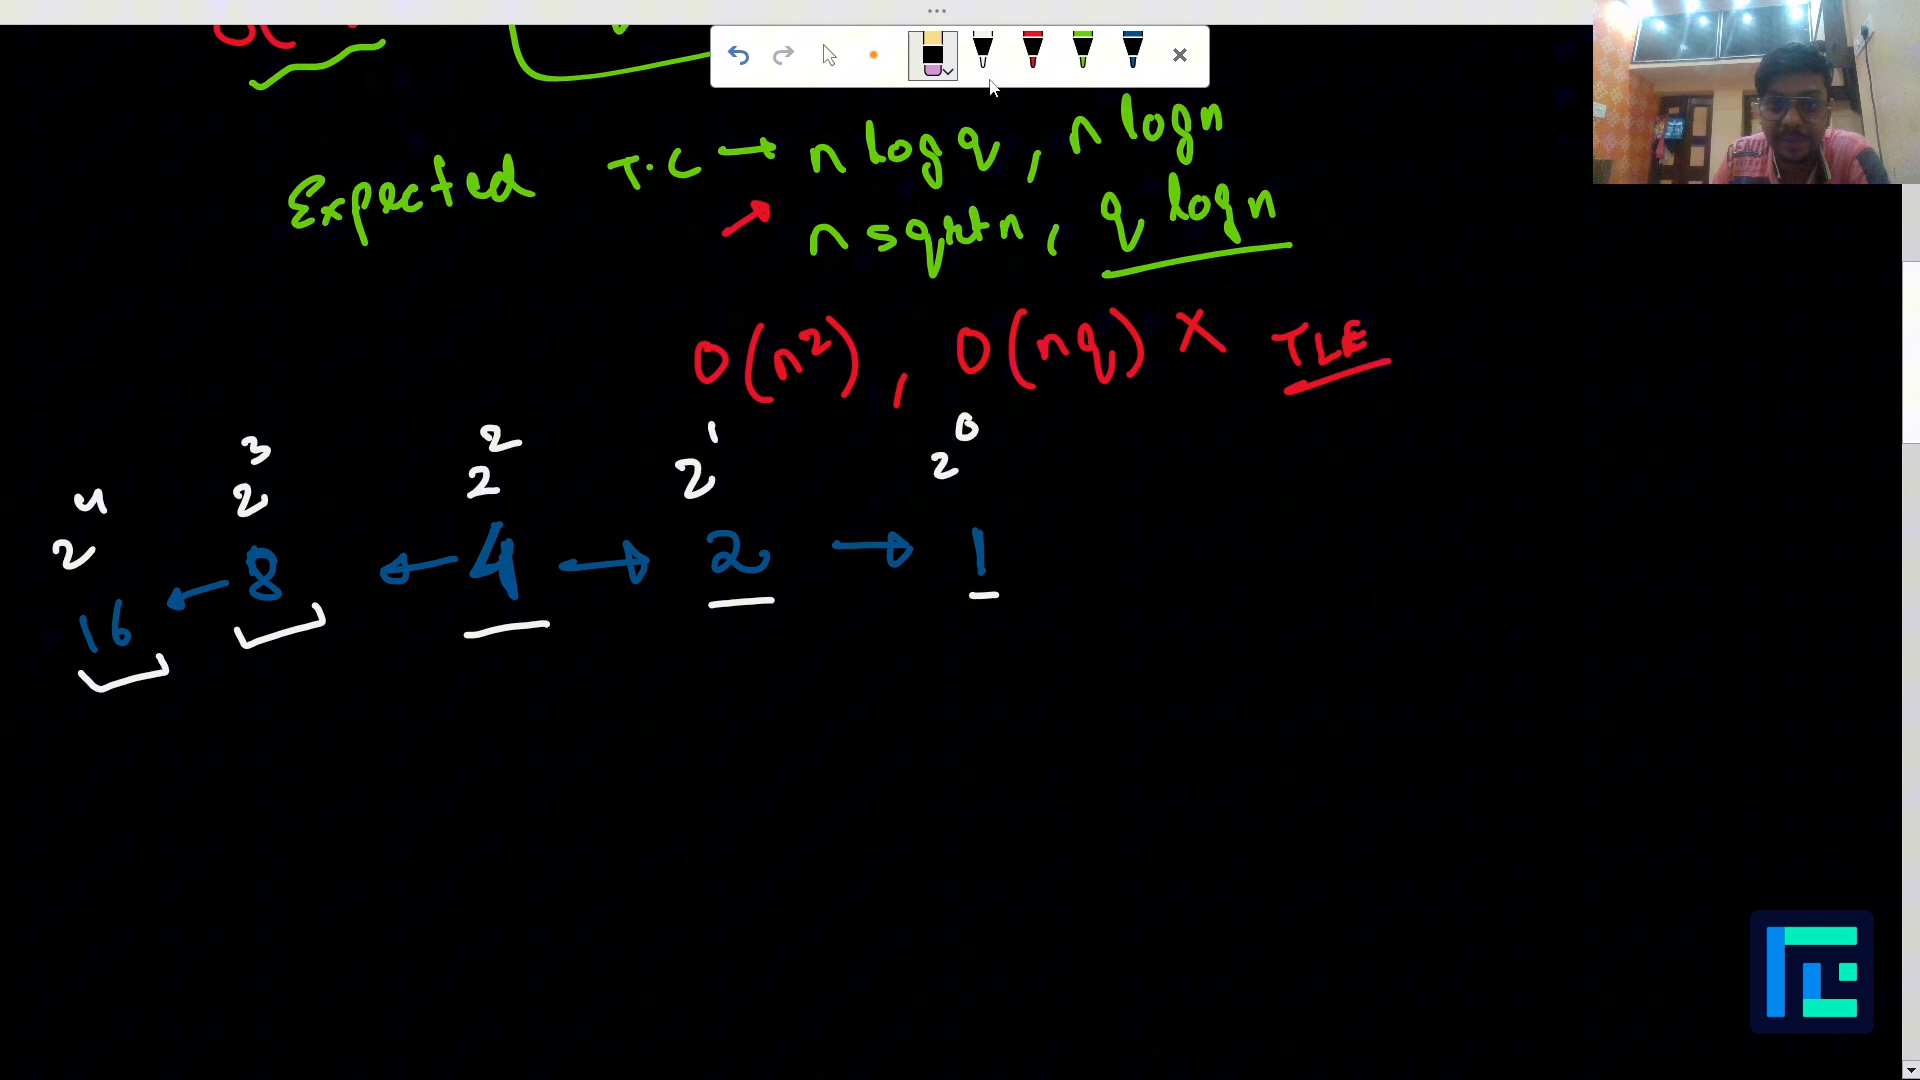 Expected T.C → n log q, n log n
n sqrt n, q log n
O(n²), O(nq) X TLE
2⁴ 2³ 2² 2¹ 2⁰
16 ← 8 ← 4 → 2 → 1